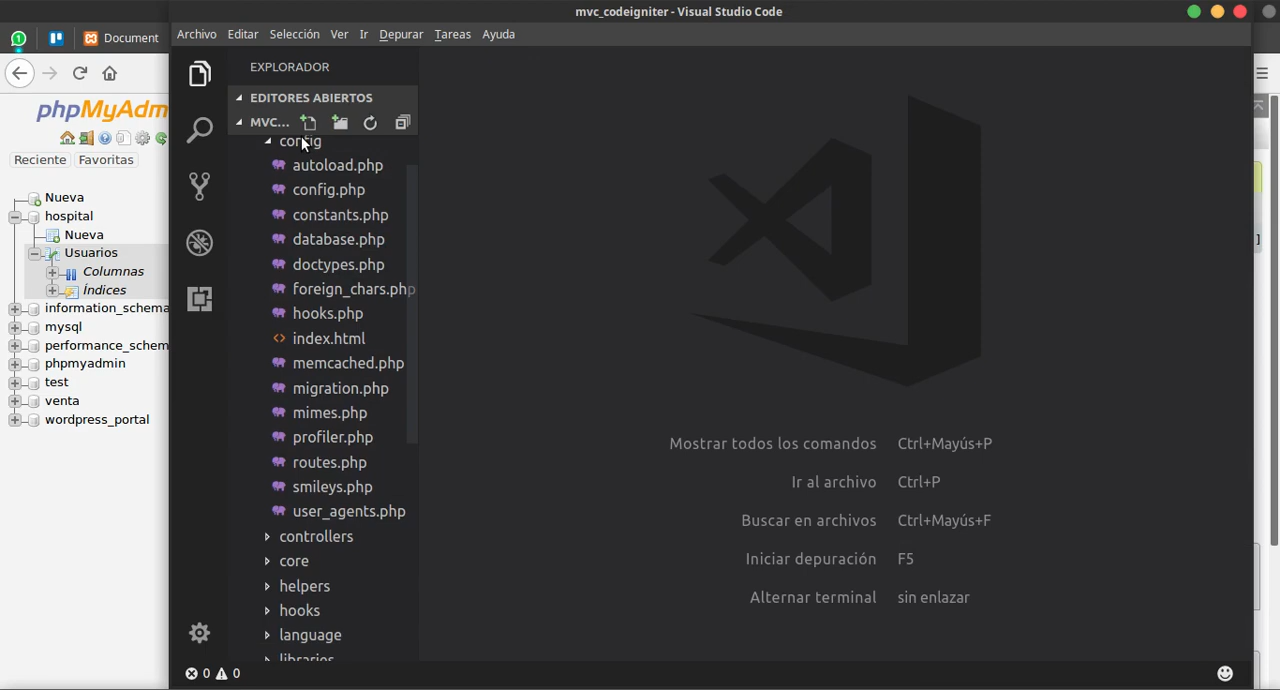 mvc_codeigniter - Visual Studio Code
Archivo Editar Selección Ver Ir Depurar Tareas Ayuda
1 Document
phpMyAdm
Reciente Favoritas
Nueva
hospital
Nueva
Usuarios
Columnas
Índices
information_schema
mysql
performance_schem
phpmyadmin
test
venta
wordpress_portal
EXPLORADOR
EDITORES ABIERTOS
MVC...
config
autoload.php
config.php
constants.php
database.php
doctypes.php
foreign_chars.php
hooks.php
index.html
memcached.php
migration.php
mimes.php
profiler.php
routes.php
smileys.php
user_agents.php
controllers
core
helpers
hooks
language
libraries
Mostrar todos los comandos Ctrl+Mayús+P
Ir al archivo Ctrl+P
Buscar en archivos Ctrl+Mayús+F
Iniciar depuración F5
Alternar terminal sin enlazar
]
0 0